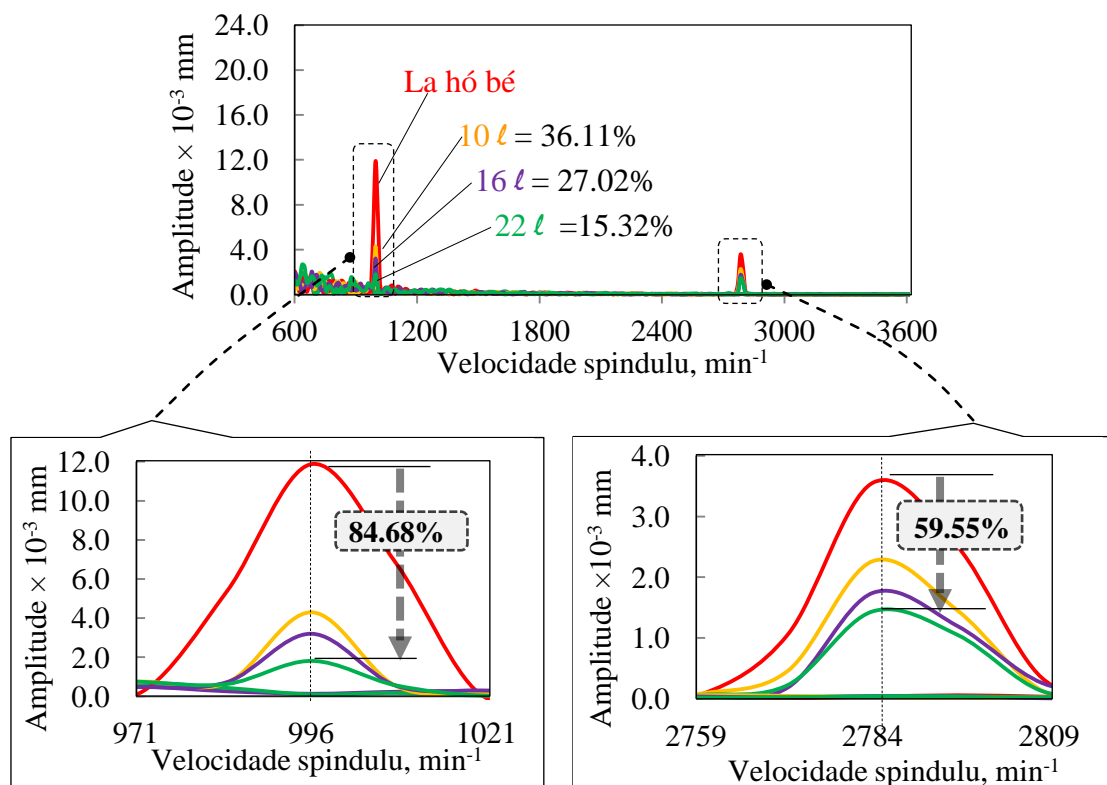 24.0
20.0
16.0
12.0
8.0
4.0
0.0
Amplitude × 10⁻³ mm
La hó bé
10 ℓ = 36.11%
16 ℓ = 27.02%
22 ℓ =15.32%
600 1200 1800 2400 3000 3600
Velocidade spindulu, min⁻¹
12.0
10.0
8.0
6.0
4.0
2.0
0.0
Amplitude × 10⁻³ mm
84.68%
971 996 1021
Velocidade spindulu, min⁻¹
4.0
3.0
2.0
1.0
0.0
Amplitude ×10⁻³ mm
59.55%
2759 2784 2809
Velocidade spindulu, min⁻¹